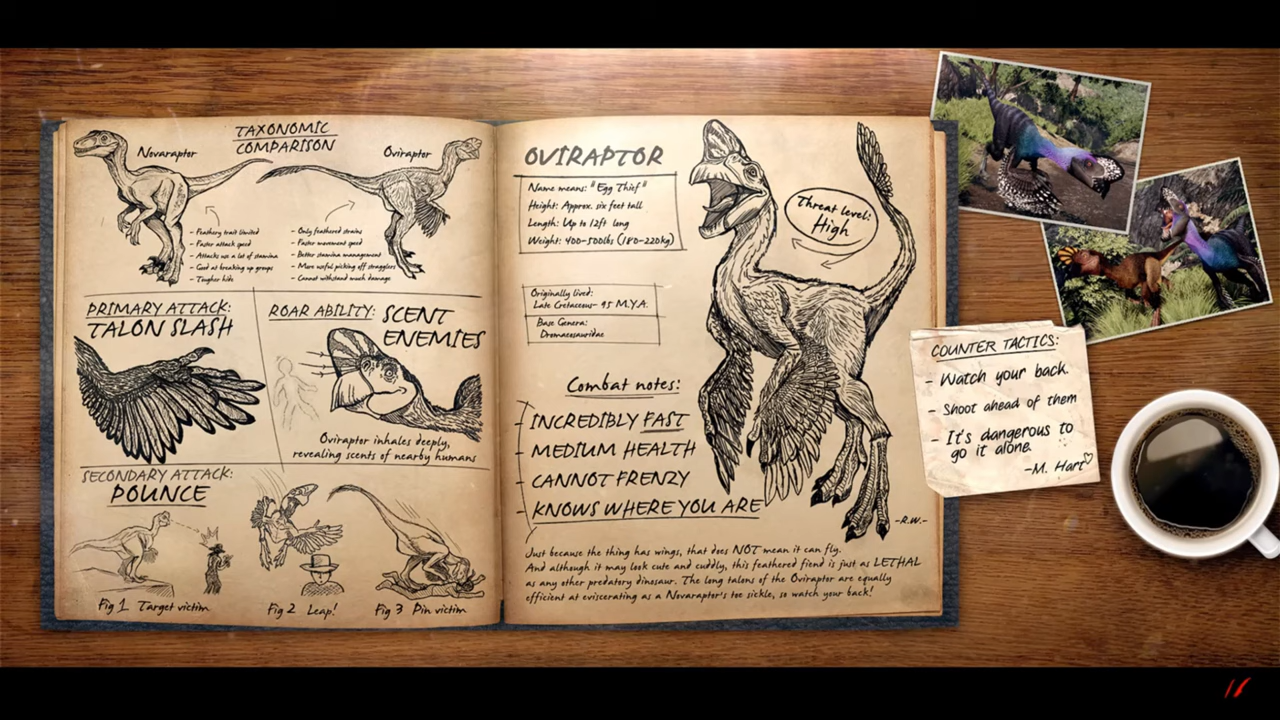 TAXONOMIC
COMPARISON
Novaraptor
Oviraptor
- Feathery trait limited
- Faster attack speed
- Attacks use a lot of stamina
- Good at breaking up groups
- Tougher hits
- Only feathered strains
- Faster movement speed
- Better stamina management
- More useful picking off stragglers
- Cannot withstand much damage
PRIMARY ATTACK:
TALON SLASH
ROAR ABILITY: SCENT
ENEMIES
Oviraptor inhales deeply,
revealing scents of nearby humans
SECONDARY ATTACK:
POUNCE
Fig 1 Target victim
Fig 2 Leap!
Fig 3 Pin victim
OVIRAPTOR
Name means: "Egg Thief"
Height: Approx. six feet tall
Length: Up to 12ft long
Weight: 400-500lbs (180-220kg)
Threat level:
High
Originally lived:
Late Cretaceous- 95 M.Y.A.
Base Genera:
Dromaeosauridae
Combat notes:
- INCREDIBLY FAST
- MEDIUM HEALTH
- CANNOT FRENZY
- KNOWS WHERE YOU ARE
-R.W.-
Just because the thing has wings, that does NOT mean it can fly.
And although it may look cute and cuddly, this feathered fiend is just as LETHAL
as any other predatory dinosaur. The long talons of the Oviraptor are equally
efficient at eviscerating as a Novaraptor's toe sickle, so watch your back!
COUNTER TACTICS:
- Watch your back.
- Shoot ahead of them
- It's dangerous to
go it alone.
-M. Hart